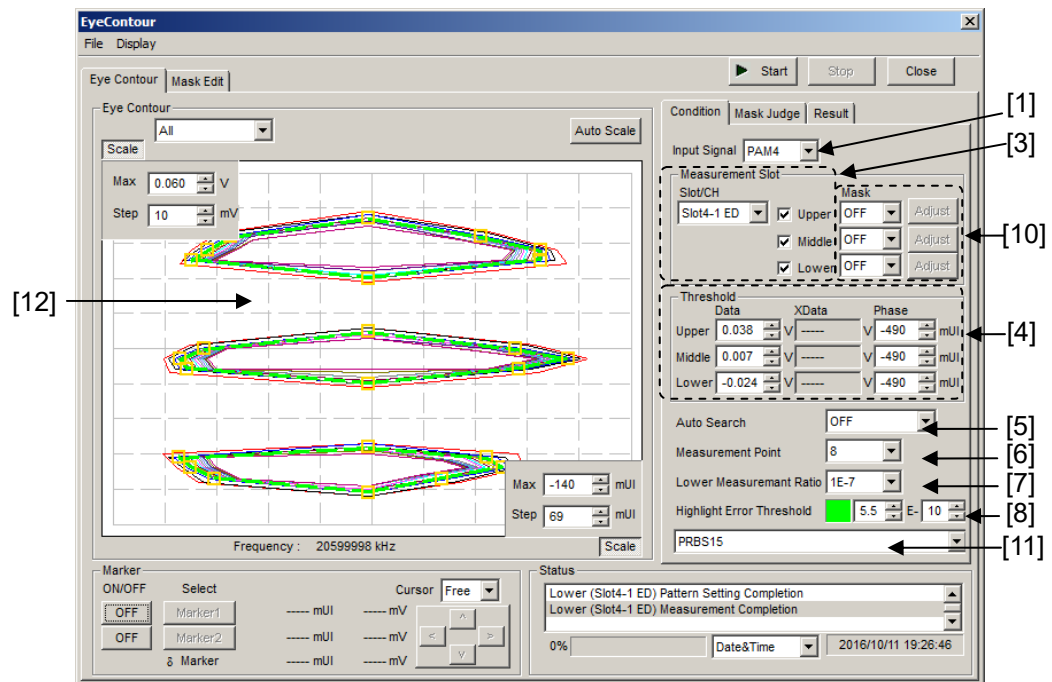 EyeContour
File Display
Start Stop Close
Eye Contour Mask Edit
Eye Contour
All
Auto Scale
Scale
Max 0.060 V
Step 10 mV
Max -140 mUI
Step 69 mUI
Frequency : 20599998 kHz
Scale
[12]
Condition Mask Judge Result
[1]
Input Signal PAM4
[3]
Measurement Slot
Slot/CH Mask
Slot4-1 ED Upper OFF Adjust
Middle OFF Adjust
[10]
Lower OFF Adjust
Threshold
Data XData Phase
Upper 0.038 V ----- V -490 mUI
Middle 0.007 V ----- V -490 mUI
[4]
Lower -0.024 V ----- V -490 mUI
Auto Search OFF
[5]
Measurement Point 8
[6]
Lower Measuremant Ratio 1E-7
[7]
Highlight Error Threshold 5.5 E- 10
[8]
PRBS15
[11]
Marker
ON/OFF Select Cursor Free
OFF Marker1 ----- mUI ----- mV
OFF Marker2 ----- mUI ----- mV
δ Marker ----- mUI ----- mV
^
< >
v
Status
Lower (Slot4-1 ED) Pattern Setting Completion
Lower (Slot4-1 ED) Measurement Completion
0% Date&Time 2016/10/11 19:26:46